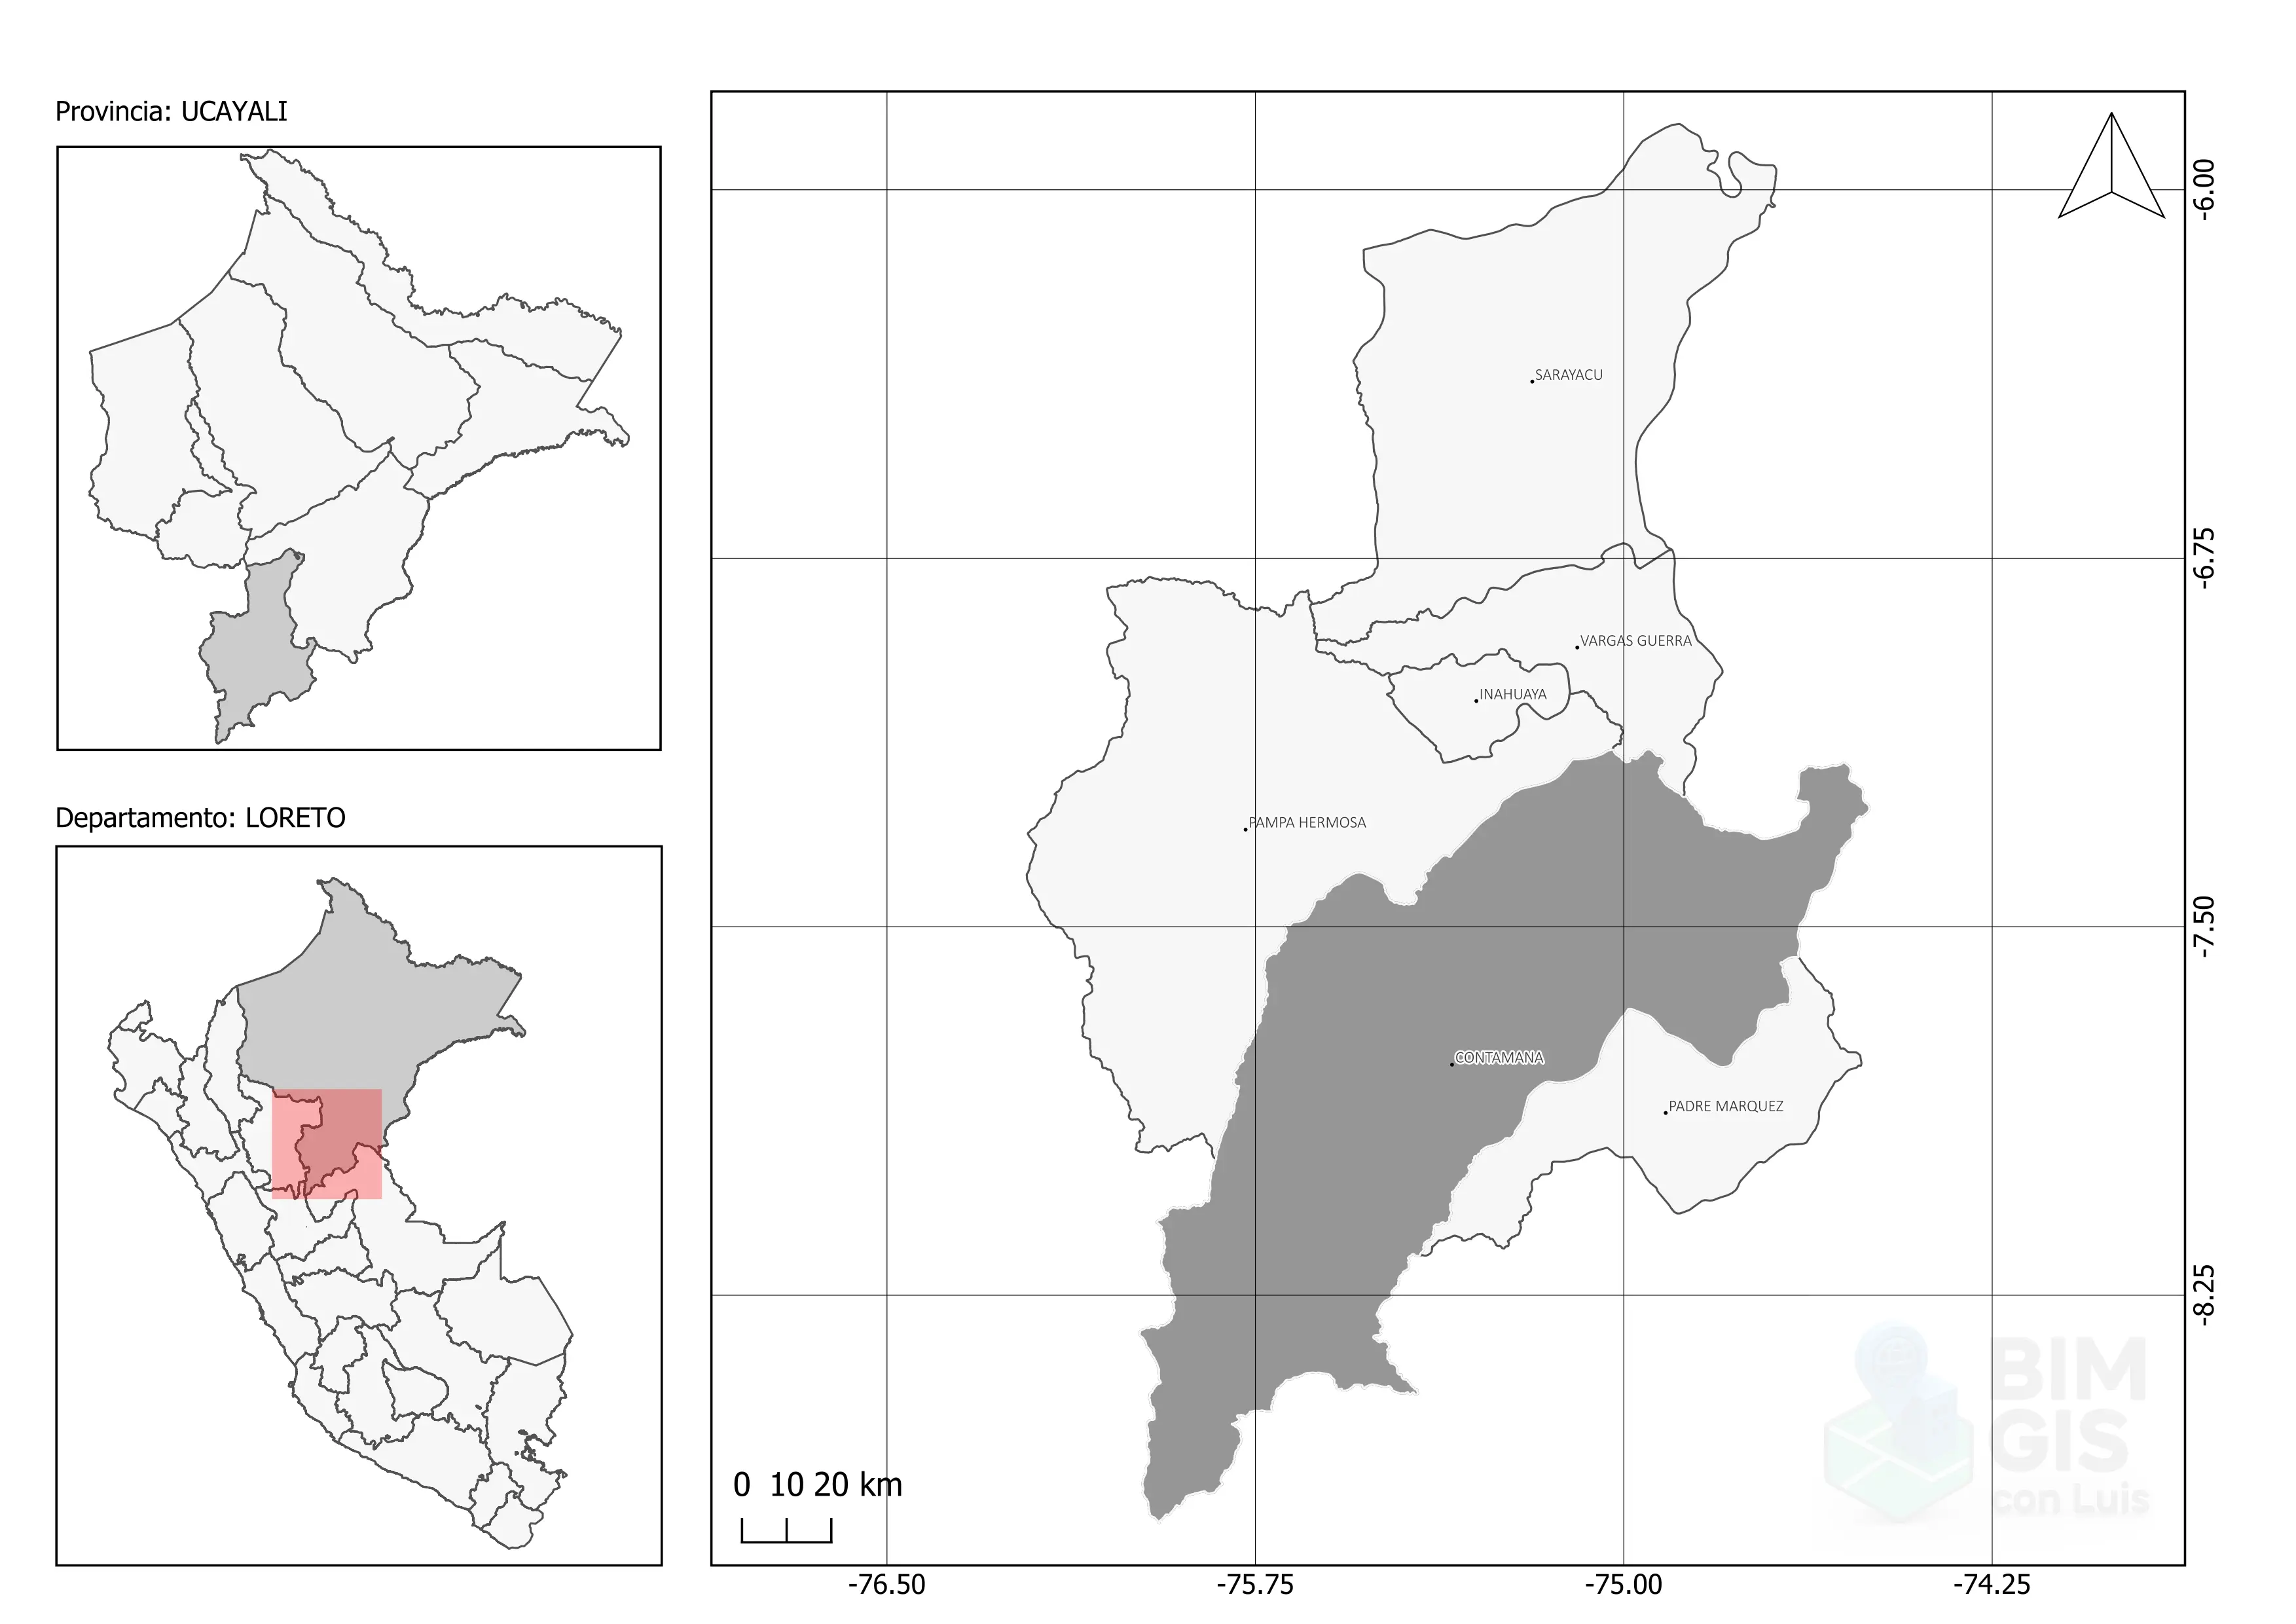 Provincia: UCAYALI
Departamento: LORETO
SARAYACU
VARGAS GUERRA
INAHUAYA
PAMPA HERMOSA
CONTAMANA
PADRE MARQUEZ
-6.00
-6.75
-7.50
-8.25
0 10 20 km
-76.50
-75.75
-75.00
-74.25
BIM
GIS
con Luis